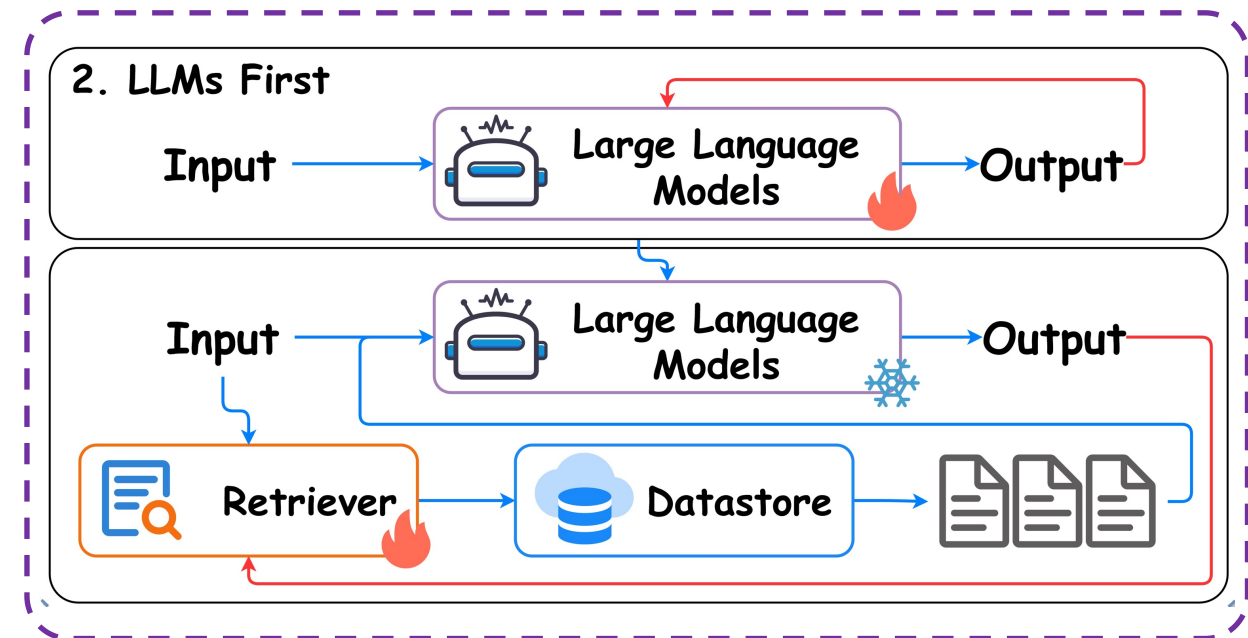 2. LLMs First
Input
Large Language
Models
Output
Input
Large Language
Models
Output
Retriever
Datastore